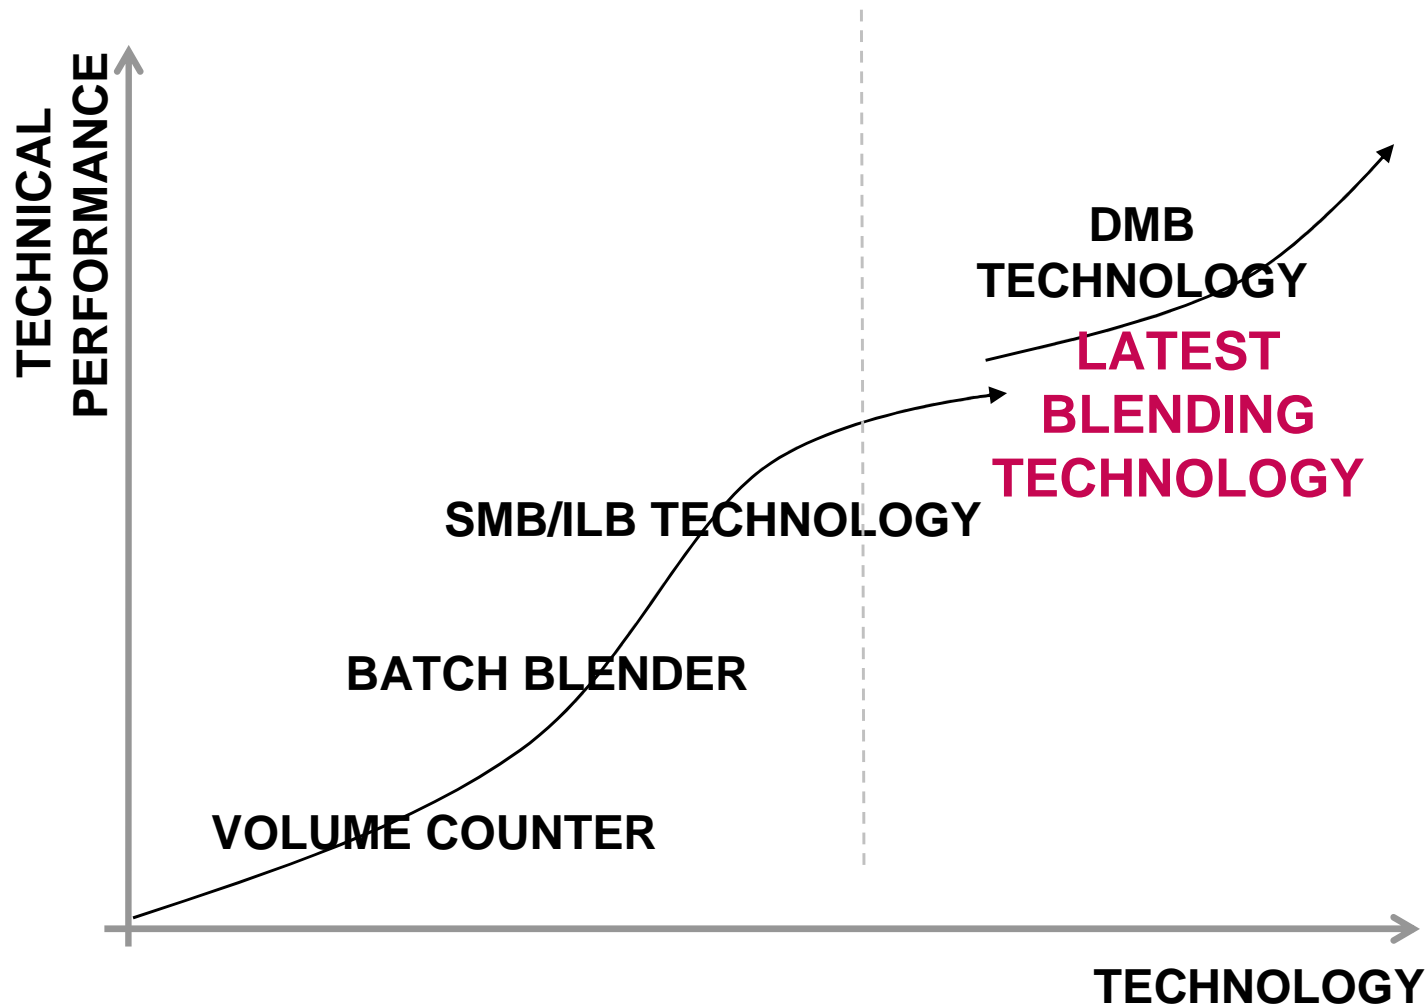 TECHNICAL
PERFORMANCE
DMB
TECHNOLOGY
LATEST
BLENDING
TECHNOLOGY
SMB/ILB TECHNOLOGY
BATCH BLENDER
VOLUME COUNTER
TECHNOLOGY